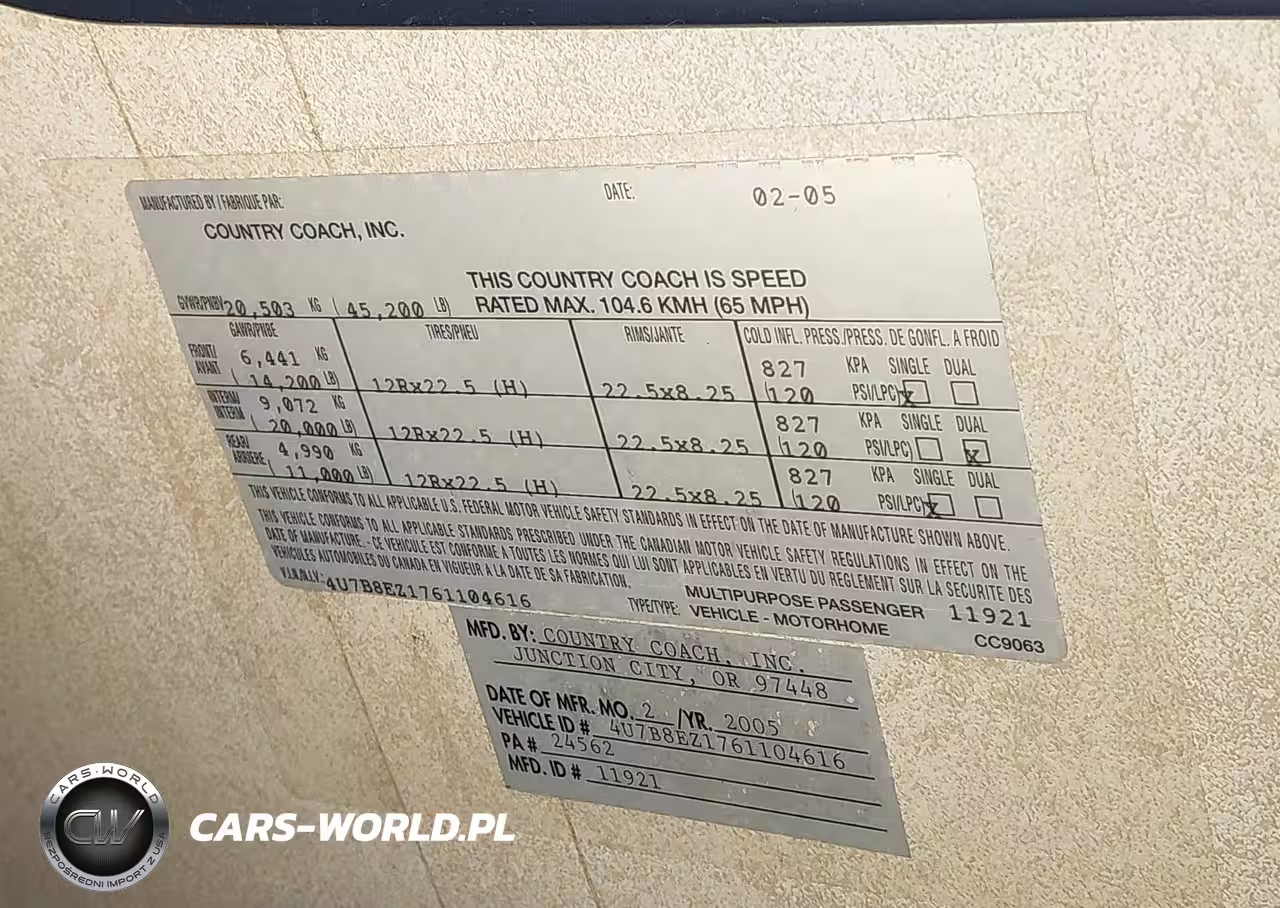 MANUFACTURED BY / FABRIQUE PAR: DATE: 02-05
COUNTRY COACH, INC.
THIS COUNTRY COACH IS SPEED
GVWR/PNBV 20,503 KG (45,200 LB) RATED MAX. 104.6 KMH (65 MPH)
GAWR/PNBE TIRES/PNEU RIMS/JANTE COLD INFL. PRESS./PRESS. DE GONFL. A FROID
FRONT/AVANT 6,441 KG 827 KPA SINGLE DUAL
(14,200 LB) 12Rx22.5 (H) 22.5x8.25 (120 PSI/LPC) X
INTERM/INTERM 9,072 KG 827 KPA SINGLE DUAL
(20,000 LB) 12Rx22.5 (H) 22.5x8.25 (120 PSI/LPC) X
REAR/ARRIERE 4,990 KG 827 KPA SINGLE DUAL
(11,000 LB) 12Rx22.5 (H) 22.5x8.25 (120 PSI/LPC) X
THIS VEHICLE CONFORMS TO ALL APPLICABLE U.S. FEDERAL MOTOR VEHICLE SAFETY STANDARDS IN EFFECT ON THE DATE OF MANUFACTURE SHOWN ABOVE.
THIS VEHICLE CONFORMS TO ALL APPLICABLE STANDARDS PRESCRIBED UNDER THE CANADIAN MOTOR VEHICLE SAFETY REGULATIONS IN EFFECT ON THE
DATE OF MANUFACTURE. - CE VEHICULE EST CONFORME A TOUTES LES NORMES QUI LUI SONT APPLICABLES EN VERTU DU REGLEMENT SUR LA SECURITE DES
VEHICULES AUTOMOBILES DU CANADA EN VIGUEUR A LA DATE DE SA FABRICATION.
V.I.N./N.I.V: 4U7B8EZ1761104616 TYPE/TYPE: MULTIPURPOSE PASSENGER 11921
VEHICLE - MOTORHOME CC9063
MFD. BY: COUNTRY COACH, INC.
JUNCTION CITY, OR 97448
DATE OF MFR. MO. 2 /YR. 2005
VEHICLE ID # 4U7B8EZ1761104616
PA # 24562
MFD. ID # 11921
CARS-WORLD
CW
BEZPOŚREDNI IMPORT Z USA
CARS-WORLD.PL